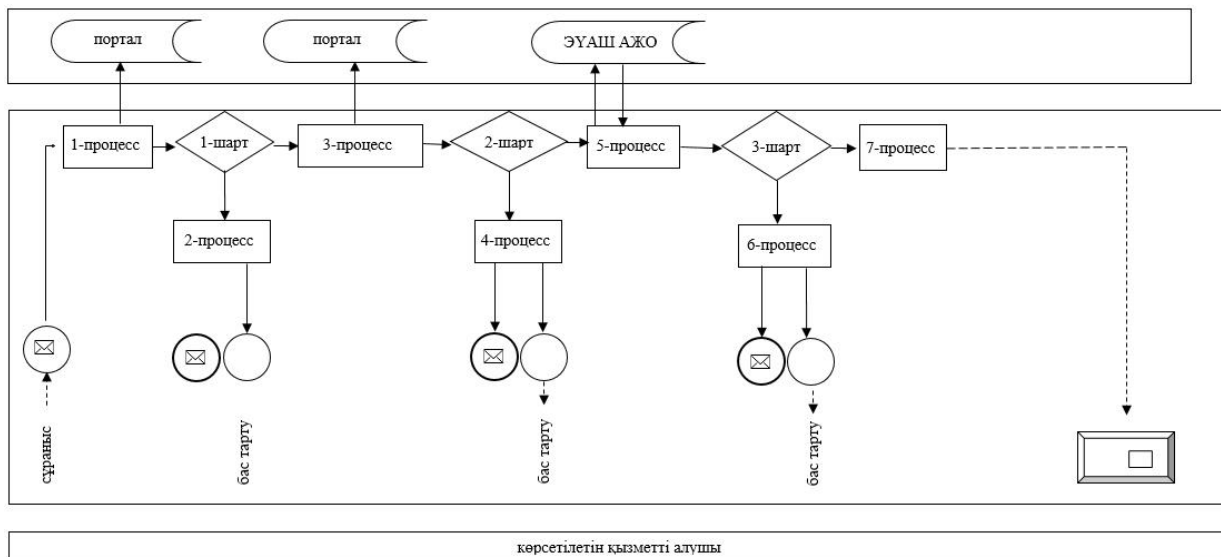 портал
портал
ЭҮАШ АЖО
1-процесс
1-шарт
3-процесс
2-шарт
5-процесс
3-шарт
7-процесс
2-процесс
4-процесс
6-процесс
сұраныс
бас тарту
бас тарту
бас тарту
көрсетілетін қызметті алушы